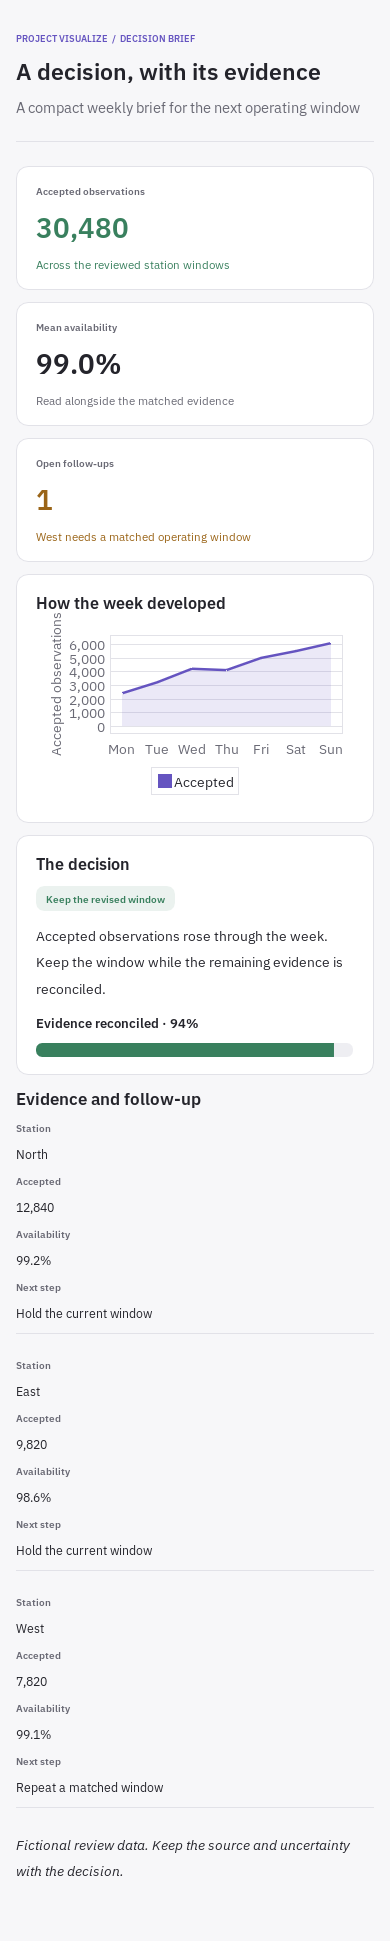 PROJECT VISUALIZE / DECISION BRIEF
A decision, with its evidence
A compact weekly brief for the next operating window
Accepted observations
30,480
Across the reviewed station windows
Mean availability
99.0%
Read alongside the matched evidence
Open follow-ups
1
West needs a matched operating window
How the week developed
Accepted observations
6,000
5,000
4,000
3,000
2,000
1,000
0
Mon Tue Wed Thu Fri Sat Sun
Accepted
The decision
Keep the revised window
Accepted observations rose through the week.
Keep the window while the remaining evidence is
reconciled.
Evidence reconciled · 94%
Evidence and follow-up
Station
North
Accepted
12,840
Availability
99.2%
Next step
Hold the current window
Station
East
Accepted
9,820
Availability
98.6%
Next step
Hold the current window
Station
West
Accepted
7,820
Availability
99.1%
Next step
Repeat a matched window
Fictional review data. Keep the source and uncertainty
with the decision.